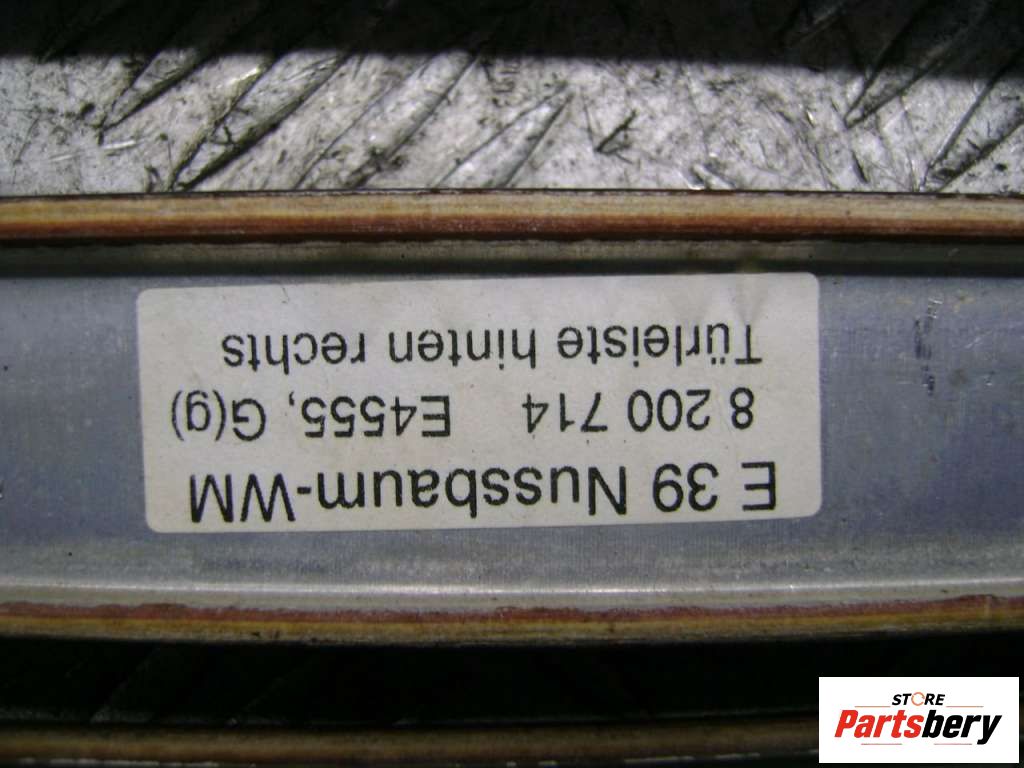 E 39 Nussbaum-WM
8 200 714 E4555, G(g)
Türleiste hinten rechts
STORE
Partsbery